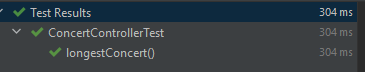 Test Results 304 ms
ConcertControllerTest 304 ms
longestConcert() 304 ms